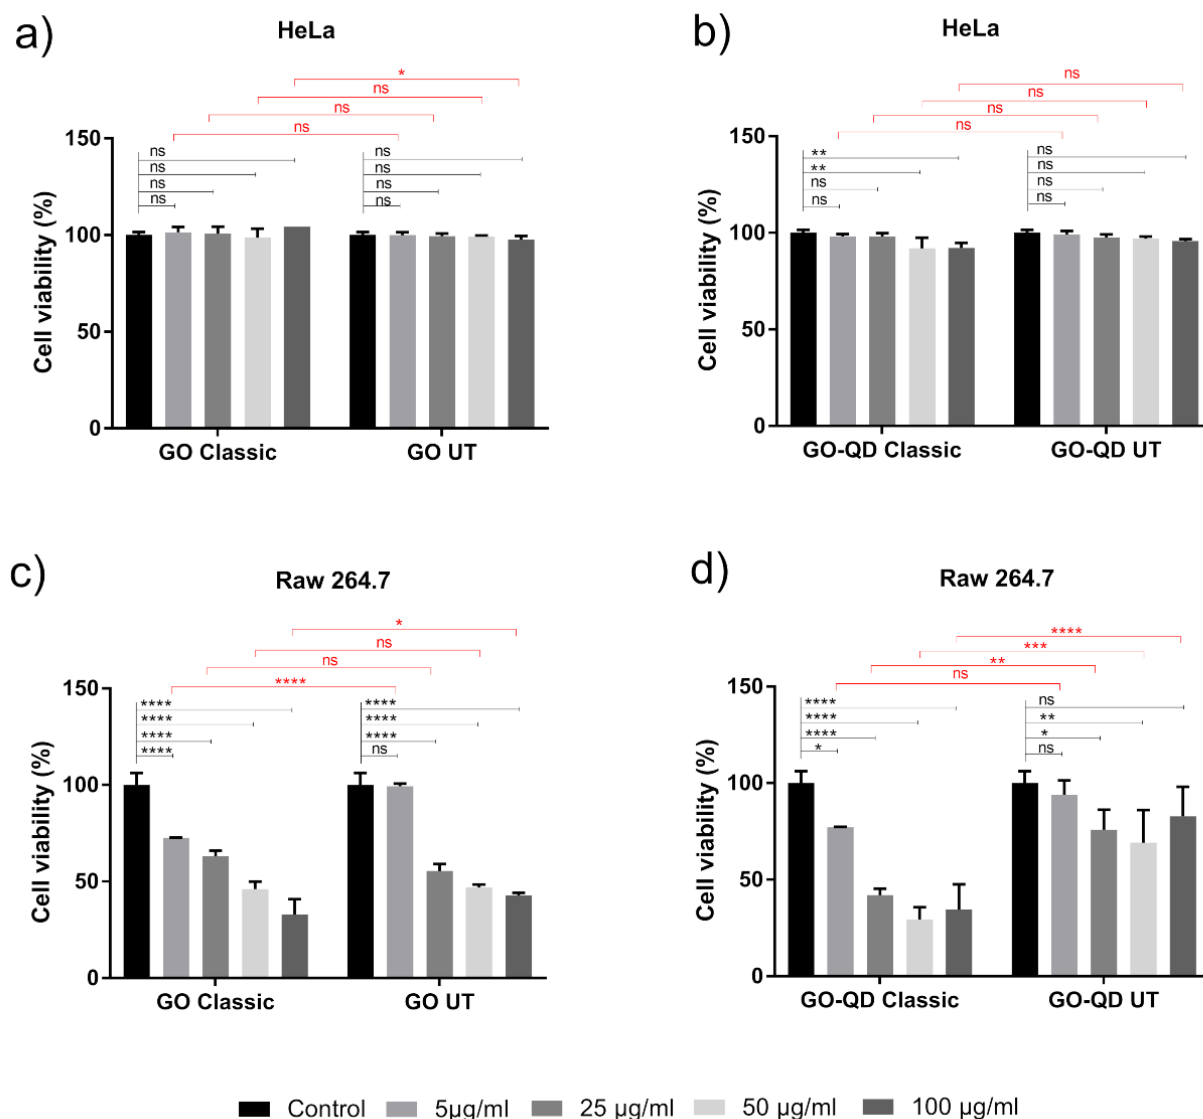 a)
HeLa
*
ns
ns
ns
150
100
50
0
Cell viability (%)
ns
ns
ns
ns
ns
ns
ns
ns
GO Classic
GO UT
b)
HeLa
ns
ns
ns
ns
150
100
50
0
Cell viability (%)
**
**
ns
ns
ns
ns
ns
ns
GO-QD Classic
GO-QD UT
c)
Raw 264.7
*
ns
ns
****
150
100
50
0
Cell viability (%)
****
****
****
****
****
****
****
ns
GO Classic
GO UT
d)
Raw 264.7
****
***
**
ns
150
100
50
0
Cell viability (%)
****
****
****
*
ns
**
*
ns
GO-QD Classic
GO-QD UT
Control 5µg/ml 25 µg/ml 50 µg/ml 100 µg/ml